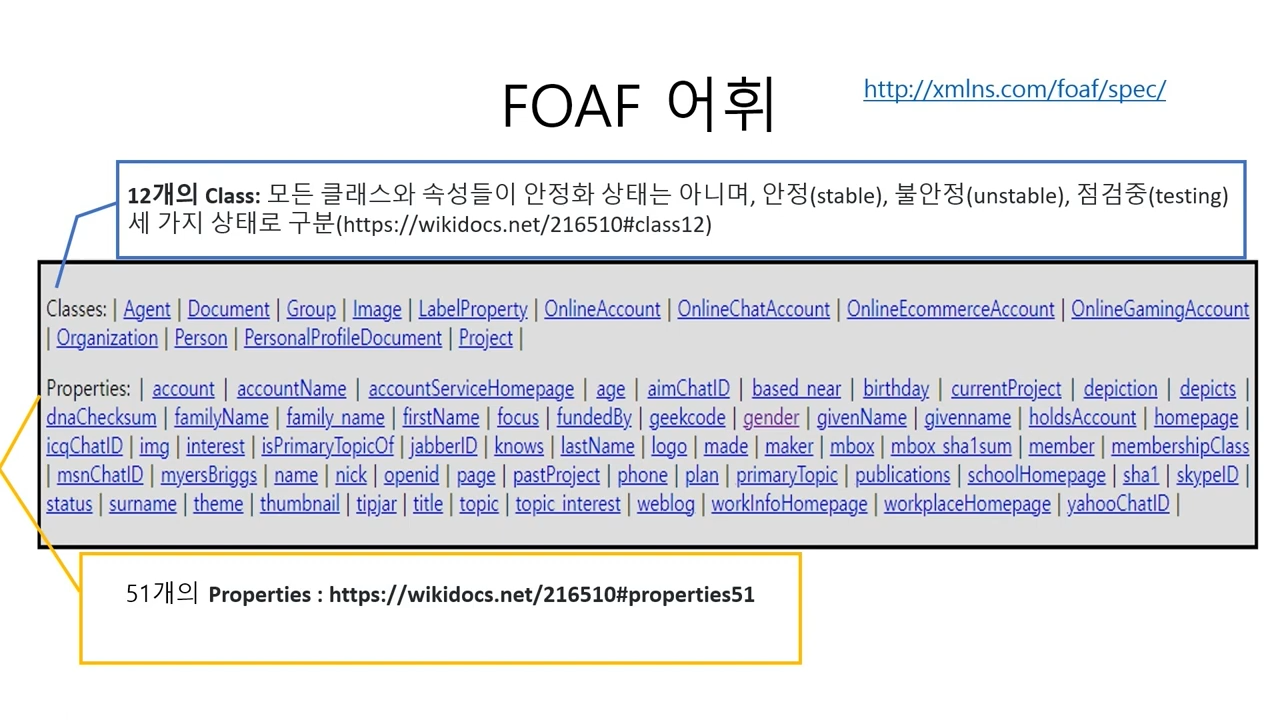 FOAF 어휘
http://xmlns.com/foaf/spec/
12개의 Class: 모든 클래스와 속성들이 안정화 상태는 아니며, 안정(stable), 불안정(unstable), 점검중(testing)
세 가지 상태로 구분(https://wikidocs.net/216510#class12)
Classes: | Agent | Document | Group | Image | LabelProperty | OnlineAccount | OnlineChatAccount | OnlineEcommerceAccount | OnlineGamingAccount
| Organization | Person | PersonalProfileDocument | Project |
Properties: | account | accountName | accountServiceHomepage | age | aimChatID | based_near | birthday | currentProject | depiction | depicts |
dnaChecksum | familyName | family_name | firstName | focus | fundedBy | geekcode | gender | givenName | givenname | holdsAccount | homepage |
icqChatID | img | interest | isPrimaryTopicOf | jabberID | knows | lastName | logo | made | maker | mbox | mbox_sha1sum | member | membershipClass
| msnChatID | myersBriggs | name | nick | openid | page | pastProject | phone | plan | primaryTopic | publications | schoolHomepage | sha1 | skypeID |
status | surname | theme | thumbnail | tipjar | title | topic | topic_interest | weblog | workInfoHomepage | workplaceHomepage | yahooChatID |
51개의 Properties : https://wikidocs.net/216510#properties51